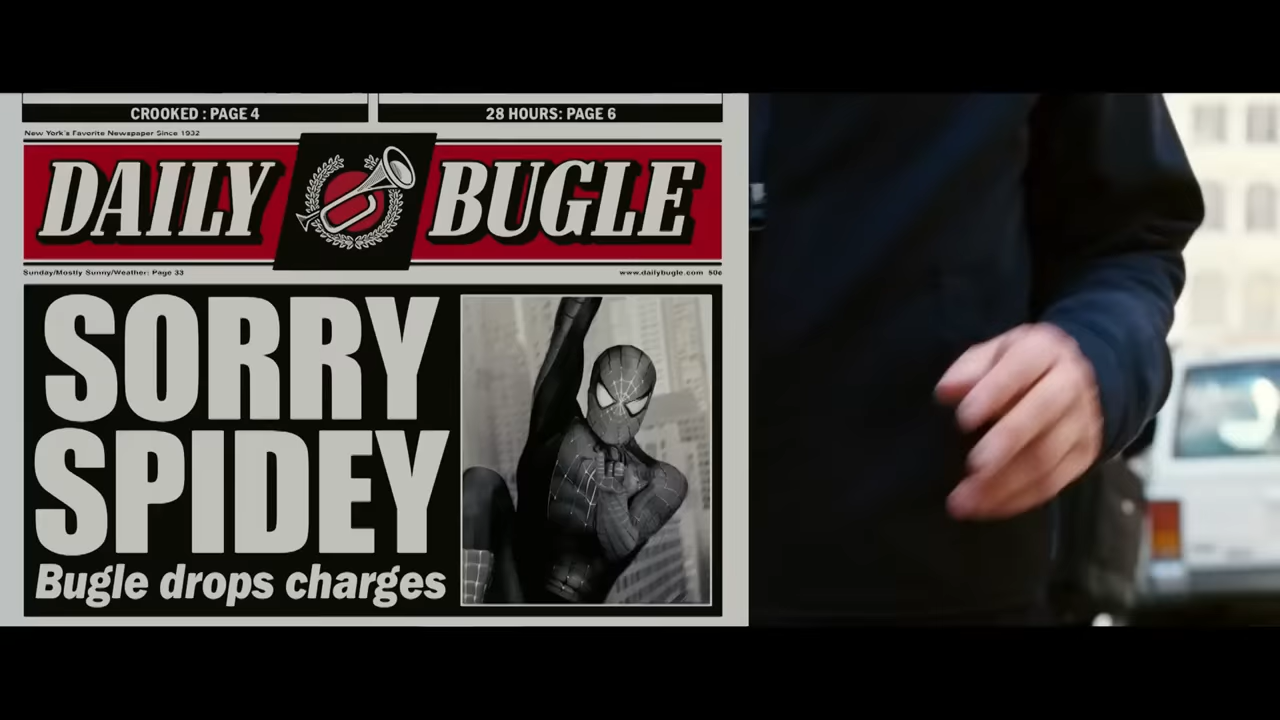 CROOKED : PAGE 4
28 HOURS: PAGE 6
New York's Favorite Newspaper Since 1932
DAILY BUGLE
Sunday/Mostly Sunny/Weather: Page 33
www.dailybugle.com 50¢
SORRY
SPIDEY
Bugle drops charges